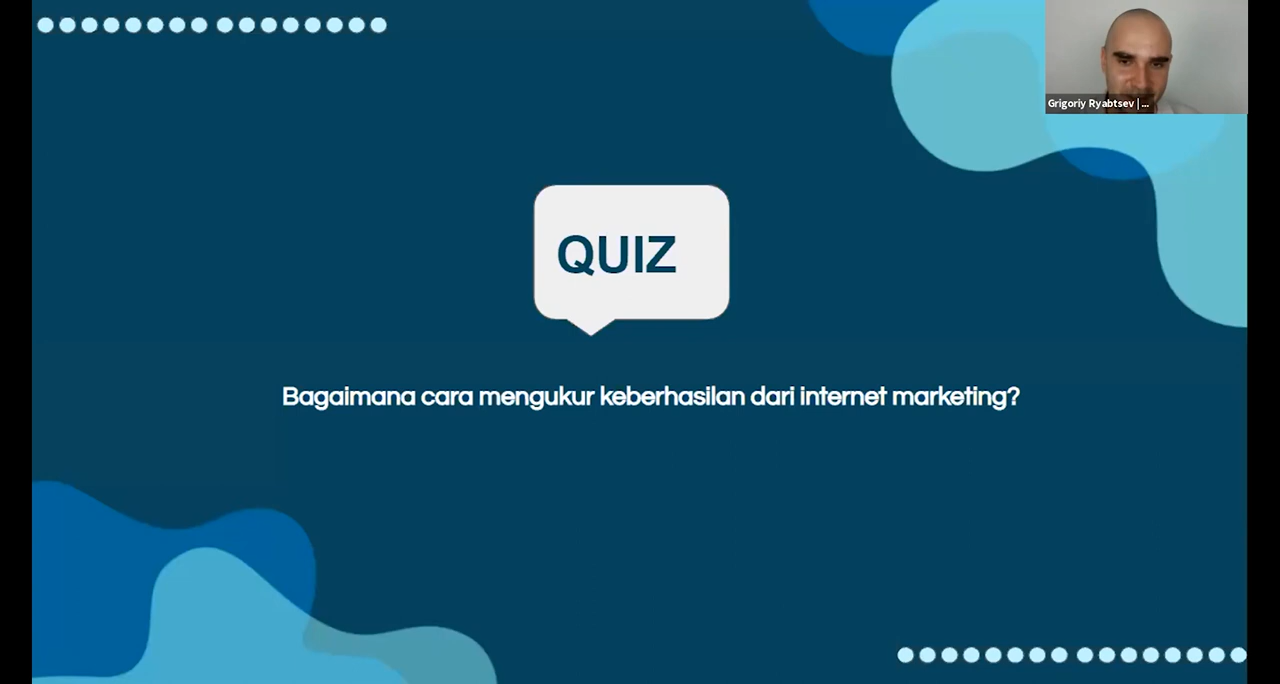 Grigoriy Ryabtsev | ...
QUIZ
Bagaimana cara mengukur keberhasilan dari internet marketing?